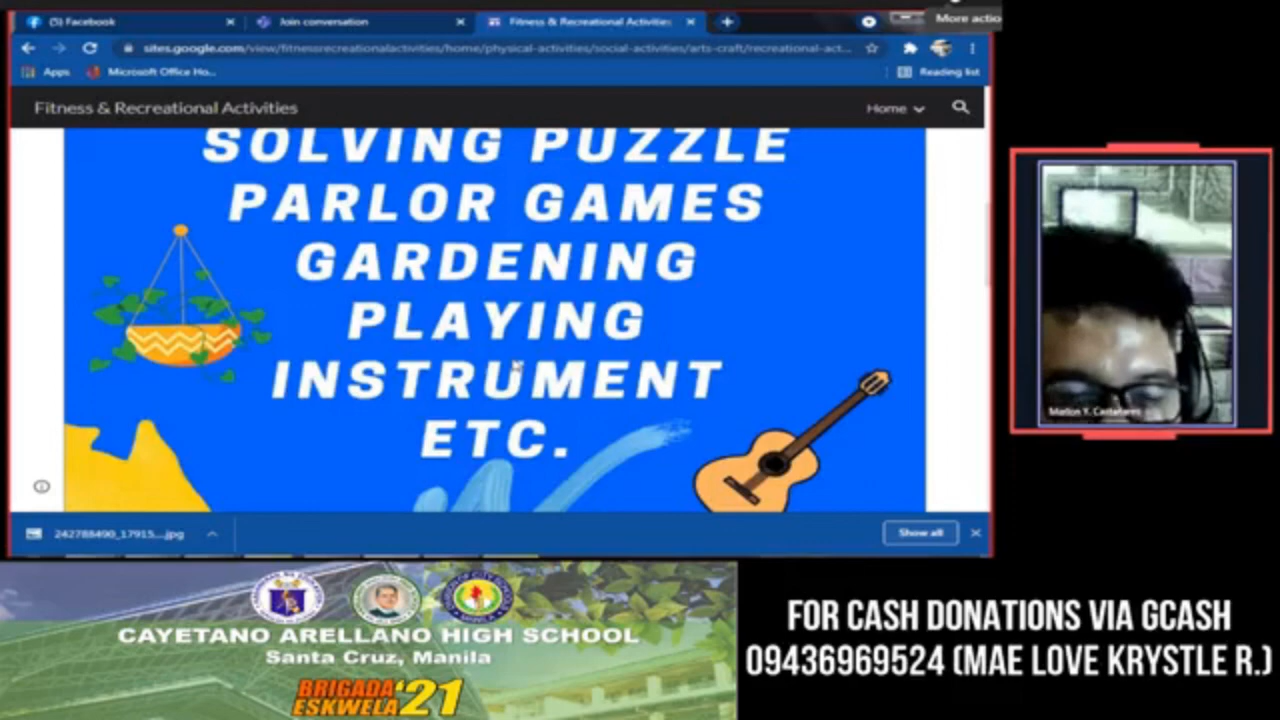 (5) Facebook
Join conversation
Fitness & Recreational Activities
More actio
sites.google.com/view/fitnessrecreationalactivities/home/physical-activities/social-activities/arts-craft/recreational-act...
Apps
Microsoft Office Ho...
Reading list
Fitness & Recreational Activities
Home
SOLVING PUZZLE
PARLOR GAMES
GARDENING
PLAYING
INSTRUMENT
ETC.
Marlon Y. Castañares
242788490_17915....jpg
Show all
CAYETANO ARELLANO HIGH SCHOOL
Santa Cruz, Manila
BRIGADA
ESKWELA '21
FOR CASH DONATIONS VIA GCASH
09436969524 (MAE LOVE KRYSTLE R.)